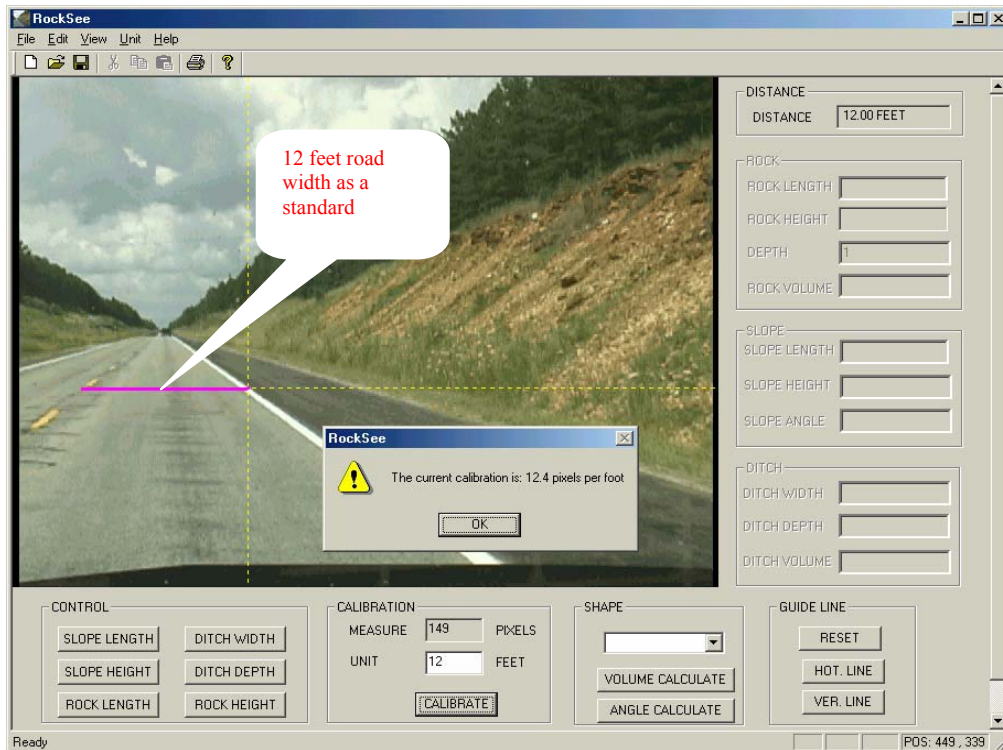 RockSee
File Edit View Unit Help
12 feet road
width as a
standard
DISTANCE
DISTANCE 12.00 FEET
ROCK
ROCK LENGTH
ROCK HEIGHT
DEPTH 1
ROCK VOLUME
SLOPE
SLOPE LENGTH
SLOPE HEIGHT
SLOPE ANGLE
DITCH
DITCH WIDTH
DITCH DEPTH
DITCH VOLUME
RockSee
The current calibration is: 12.4 pixels per foot
OK
CONTROL
SLOPE LENGTH DITCH WIDTH
SLOPE HEIGHT DITCH DEPTH
ROCK LENGTH ROCK HEIGHT
CALIBRATION
MEASURE 149 PIXELS
UNIT 12 FEET
CALIBRATE
SHAPE
VOLUME CALCULATE
ANGLE CALCULATE
GUIDE LINE
RESET
HOT. LINE
VER. LINE
Ready POS: 449 , 339